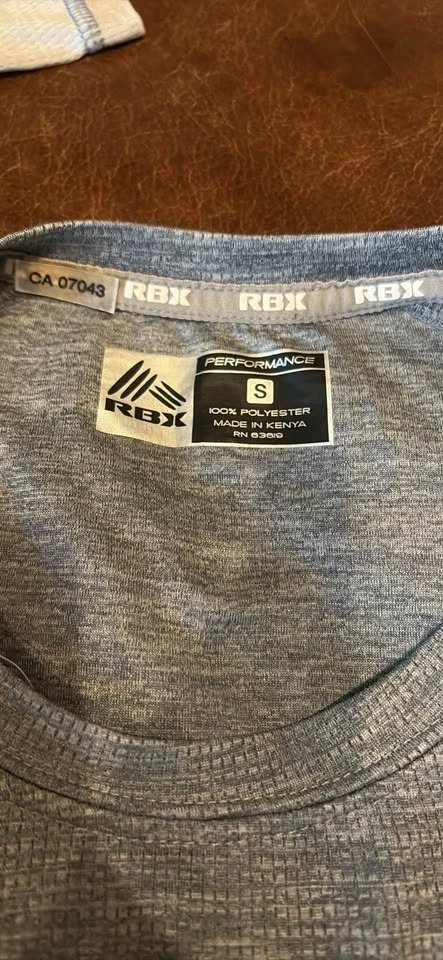 CA 07043 RBX RBX RBX
PERFORMANCE
S
RBX
100% POLYESTER
MADE IN KENYA
RN 63619